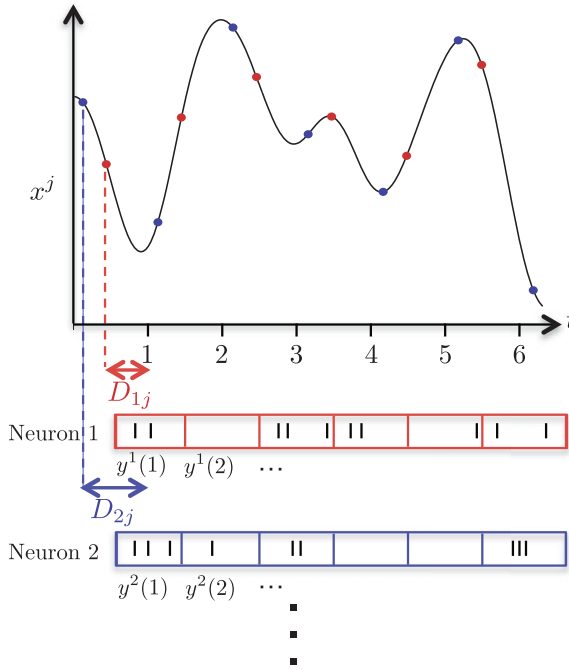 x^j
t
1 2 3 4 5 6
D_{1j}
Neuron 1
y^1(1) y^1(2) ...
D_{2j}
Neuron 2
y^2(1) y^2(2) ...